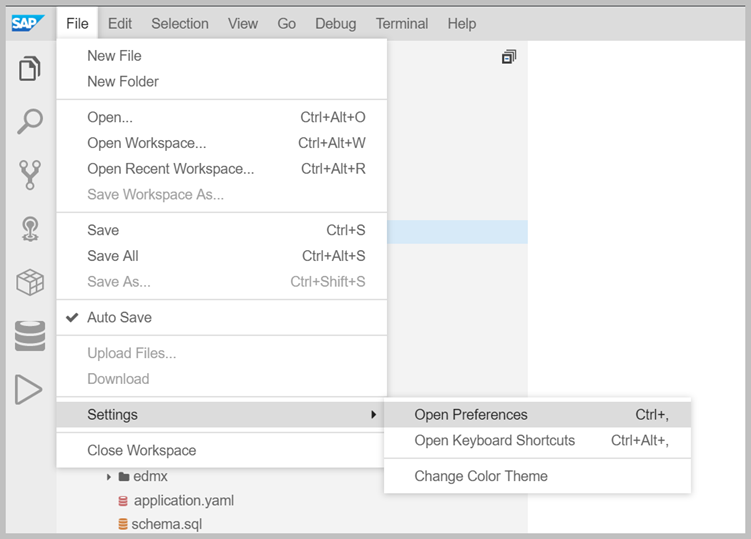 SAP File Edit Selection View Go Debug Terminal Help
New File
New Folder
Open... Ctrl+Alt+O
Open Workspace... Ctrl+Alt+W
Open Recent Workspace... Ctrl+Alt+R
Save Workspace As...
Save Ctrl+S
Save All Ctrl+Alt+S
Save As... Ctrl+Shift+S
Auto Save
Upload Files...
Download
Settings Open Preferences Ctrl+,
Open Keyboard Shortcuts Ctrl+Alt+,
Close Workspace
Change Color Theme
edmx
application.yaml
schema.sql